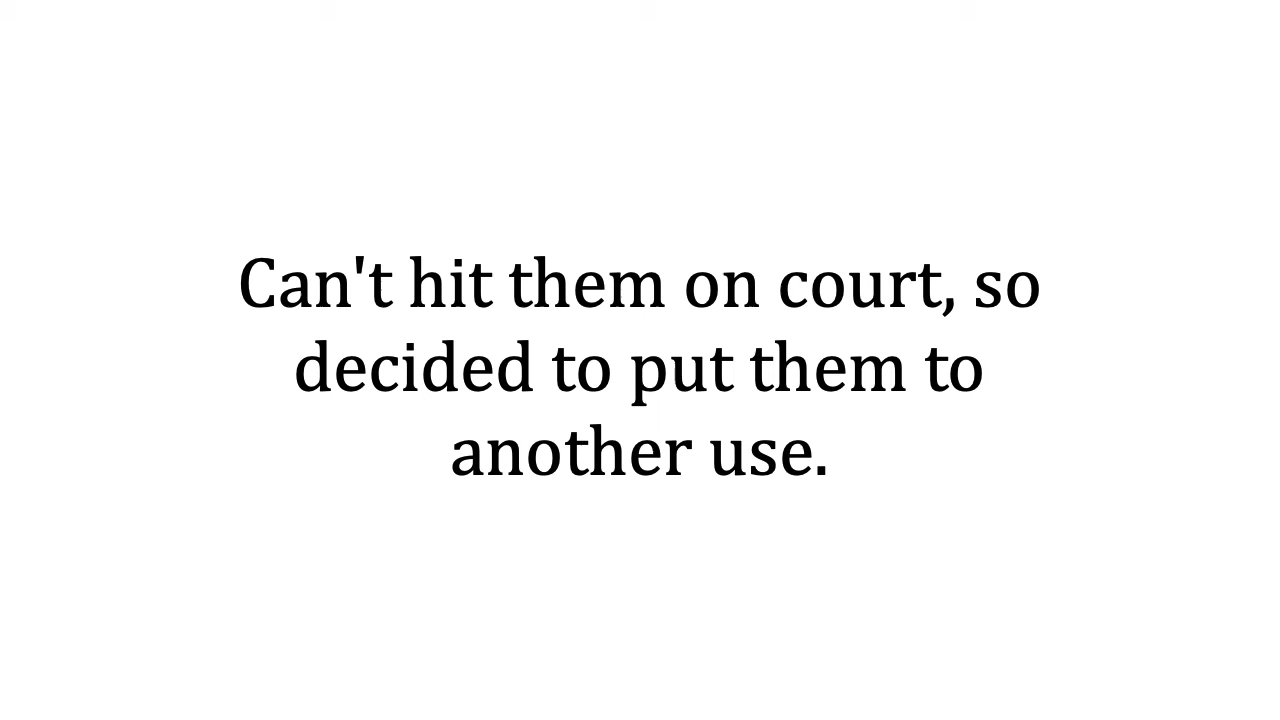 Can't hit them on court, so
decided to put them to
another use.